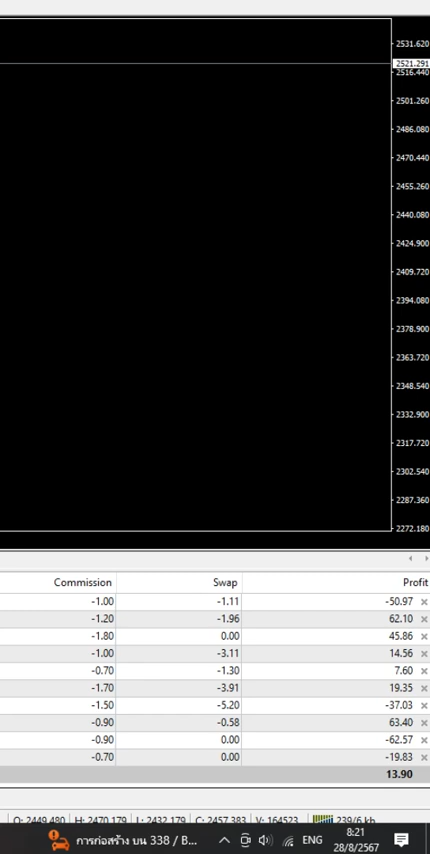 2531.620
2521.291
2516.440
2501.260
2486.080
2470.440
2455.260
2440.080
2424.900
2409.720
2394.080
2378.900
2363.720
2348.540
2332.900
2317.720
2302.540
2287.360
2272.180
Commission Swap Profit
-1.00 -1.11 -50.97
-1.20 -1.96 62.10
-1.80 0.00 45.86
-1.00 -3.11 14.56
-0.70 -1.30 7.60
-1.70 -3.91 19.35
-1.50 -5.20 -37.03
-0.90 -0.58 63.40
-0.90 0.00 -62.57
-0.70 0.00 -19.83
13.90
O: 2449.480 H: 2470.179 L: 2432.179 C: 2457.383 V: 164523 239/6 kb
การก่อสร้าง บน 338 / B... ENG 8:21
28/8/2567